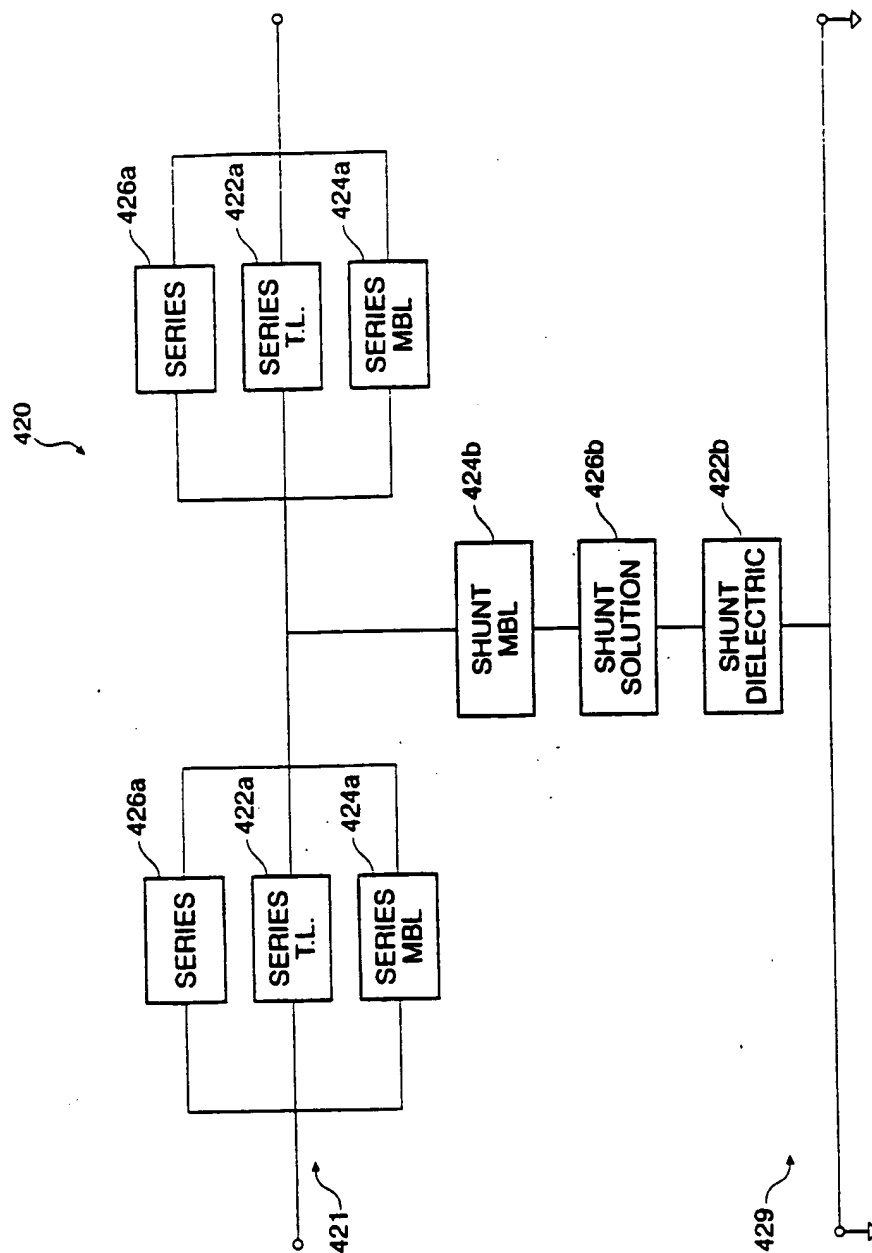 420
426a
SERIES
422a
SERIES
T.L.
424a
SERIES
MBL
426a
SERIES
422a
SERIES
T.L.
424a
SERIES
MBL
421
424b
SHUNT
MBL
426b
SHUNT
SOLUTION
422b
SHUNT
DIELECTRIC
429